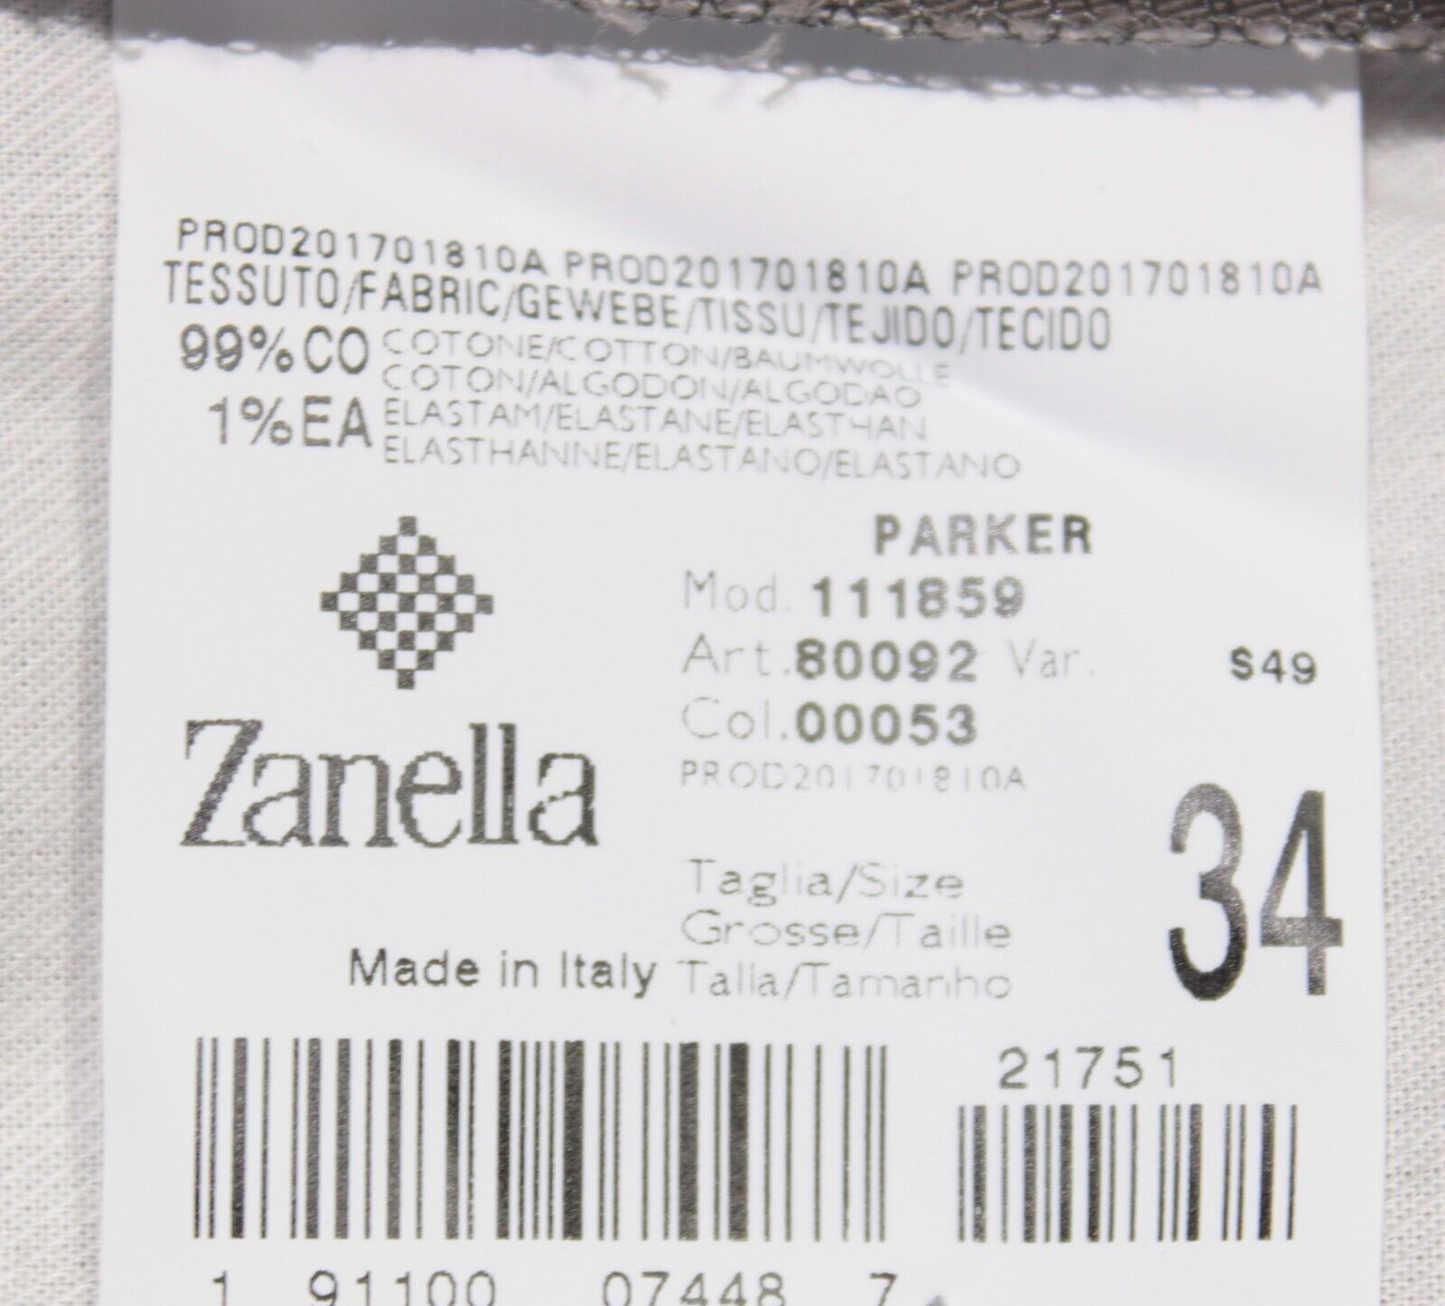 PROD201701810A PROD201701810A PROD201701810A
TESSUTO/FABRIC/GEWEBE/TISSU/TEJIDO/TECIDO
99%CO COTONE/COTTON/BAUMWOLLE
COTON/ALGODON/ALGODAO
1%EA ELASTAM/ELASTANE/ELASTHAN
ELASTHANNE/ELASTANO/ELASTANO
PARKER
Mod. 111859
Art.80092 Var. S49
Col.00053
PROD201701810A
Zanella
34
Taglia/Size
Grosse/Taille
Made in Italy Talla/Tamanho
21751
1 91100 07448 7